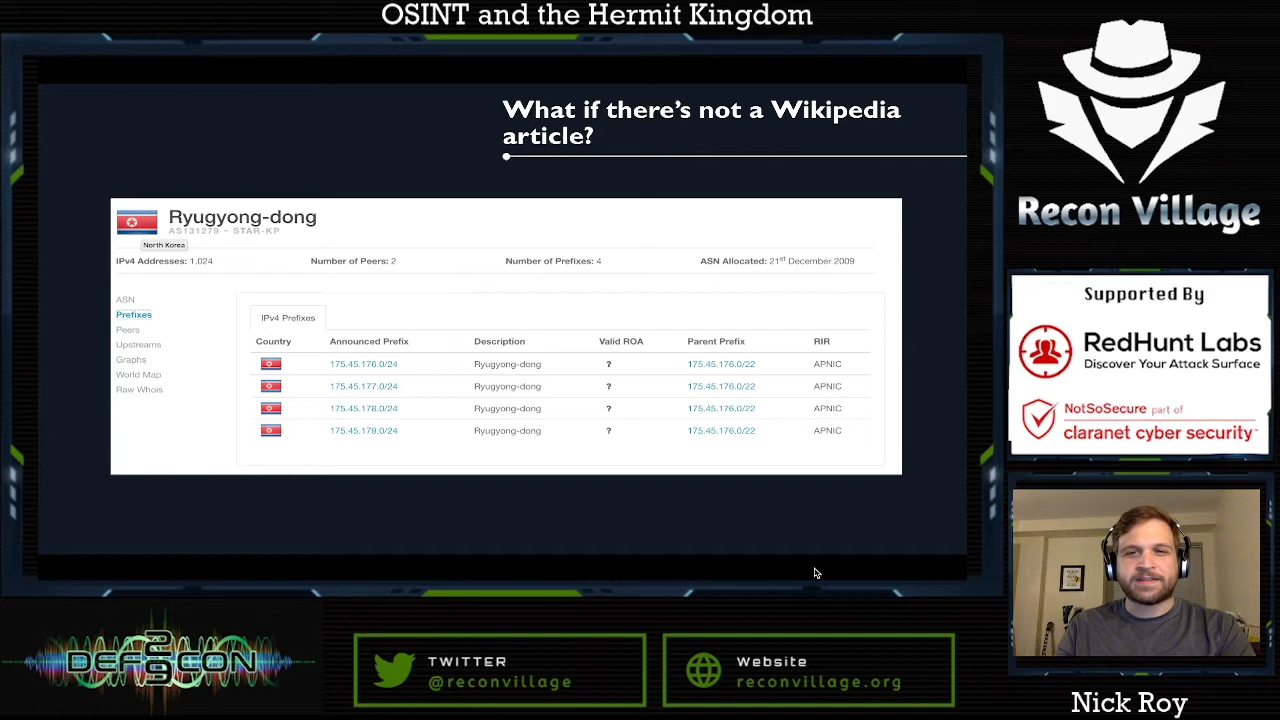 OSINT and the Hermit Kingdom
What if there's not a Wikipedia
article?
Ryugyong-dong
AS131279 – STAR-KP
North Korea
IPv4 Addresses: 1,024
Number of Peers: 2
Number of Prefixes: 4
ASN Allocated: 21st December 2009
ASN
Prefixes
Peers
Upstreams
Graphs
World Map
Raw Whois
IPv4 Prefixes
Country Announced Prefix Description Valid ROA Parent Prefix RIR
175.45.176.0/24 Ryugyong-dong ? 175.45.176.0/22 APNIC
175.45.177.0/24 Ryugyong-dong ? 175.45.176.0/22 APNIC
175.45.178.0/24 Ryugyong-dong ? 175.45.176.0/22 APNIC
175.45.179.0/24 Ryugyong-dong ? 175.45.176.0/22 APNIC
Recon Village
Supported By
RedHunt Labs
Discover Your Attack Surface
NotSoSecure part of
claranet cyber security
DEFCON
29
TWITTER
@reconvillage
Website
reconvillage.org
Nick Roy